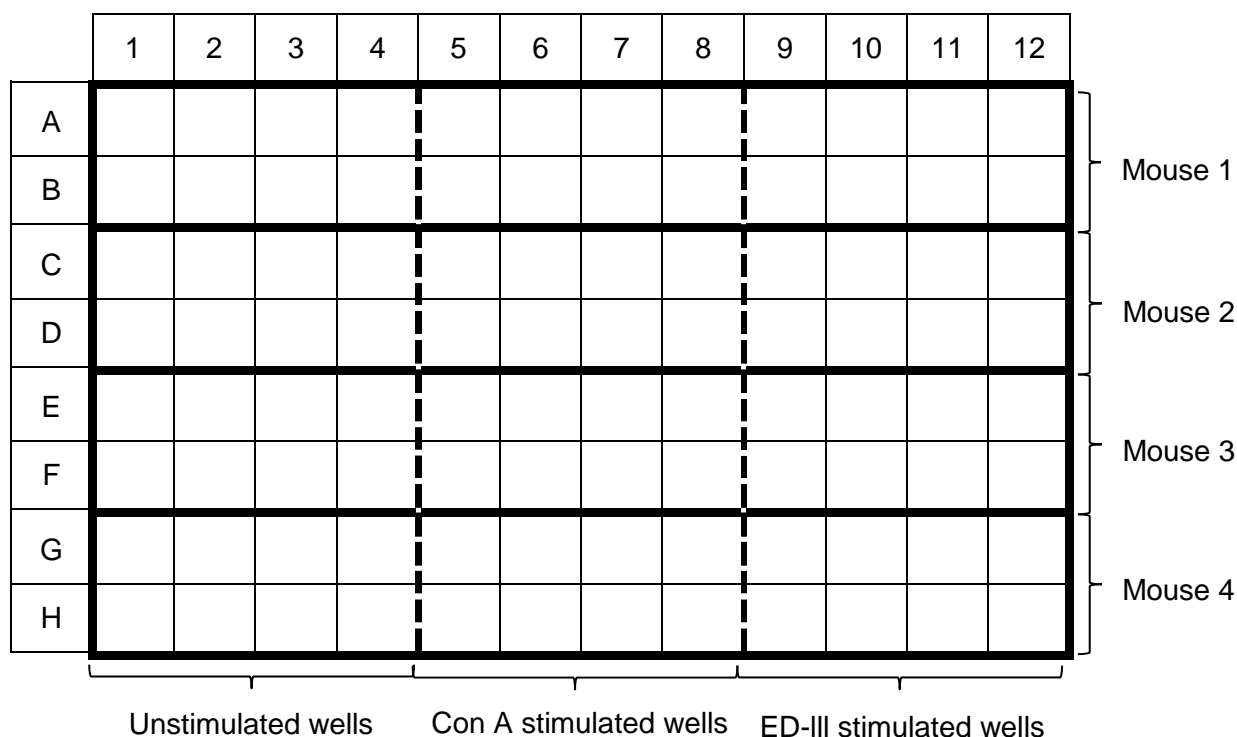 1 2 3 4 5 6 7 8 9 10 11 12
A
Mouse 1
B
C
Mouse 2
D
E
Mouse 3
F
G
Mouse 4
H
Unstimulated wells Con A stimulated wells ED-III stimulated wells